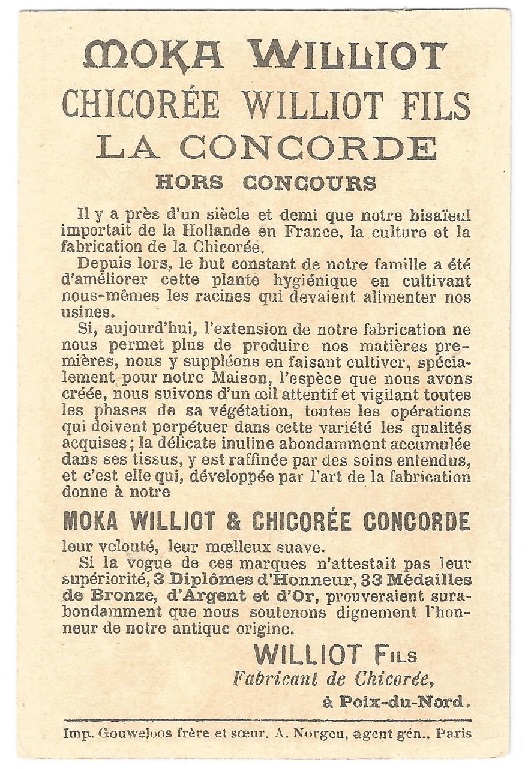 MOKA WILLIOT
CHICORÉE WILLIOT FILS
LA CONCORDE
HORS CONCOURS
Il y a près d'un siècle et demi que notre bisaïeul
importait de la Hollande en France, la culture et la
fabrication de la Chicorée.
Depuis lors, le but constant de notre famille a été
d'améliorer cette plante hygiénique en cultivant
nous-mêmes les racines qui devaient alimenter nos
usines.
Si, aujourd'hui, l'extension de notre fabrication ne
nous permet plus de produire nos matières pre-
mières, nous y suppléons en faisant cultiver, spécia-
lement pour notre Maison, l'espèce que nous avons
créée, nous suivons d'un œil attentif et vigilant toutes
les phases de sa végétation, toutes les opérations
qui doivent perpétuer dans cette variété les qualités
acquises; la délicate inuline abondamment accumulée
dans ses tissus, y est raffinée par des soins entendus,
et c'est elle qui, développée par l'art de la fabrication
donne à notre
MOKA WILLIOT & CHICORÉE CONCORDE
leur velouté, leur mœlleux suave.
Si la vogue de ces marques n'attestait pas leur
supériorité, 3 Diplômes d'Honneur, 33 Médailles
de Bronze, d'Argent et d'Or, prouveraient sura-
bondamment que nous soutenons dignement l'hon-
neur de notre antique origine.
WILLIOT FILS
Fabricant de Chicorée,
à Poix-du-Nord.
Imp. Gouweloos frère et sœur. A. Norgeu, agent gén., Paris